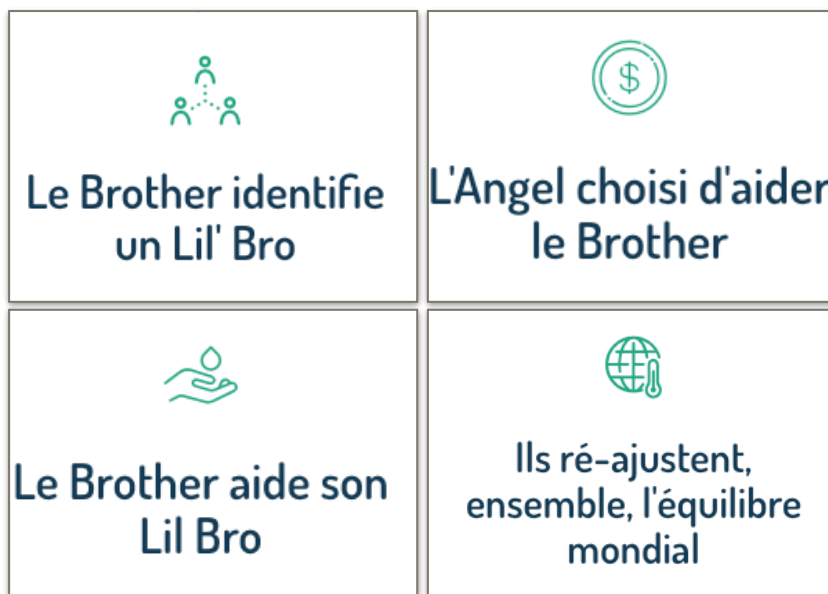 Le Brother identifie
un Lil' Bro
L'Angel choisi d'aider
le Brother
Le Brother aide son
Lil Bro
Ils ré-ajustent,
ensemble, l'équilibre
mondial